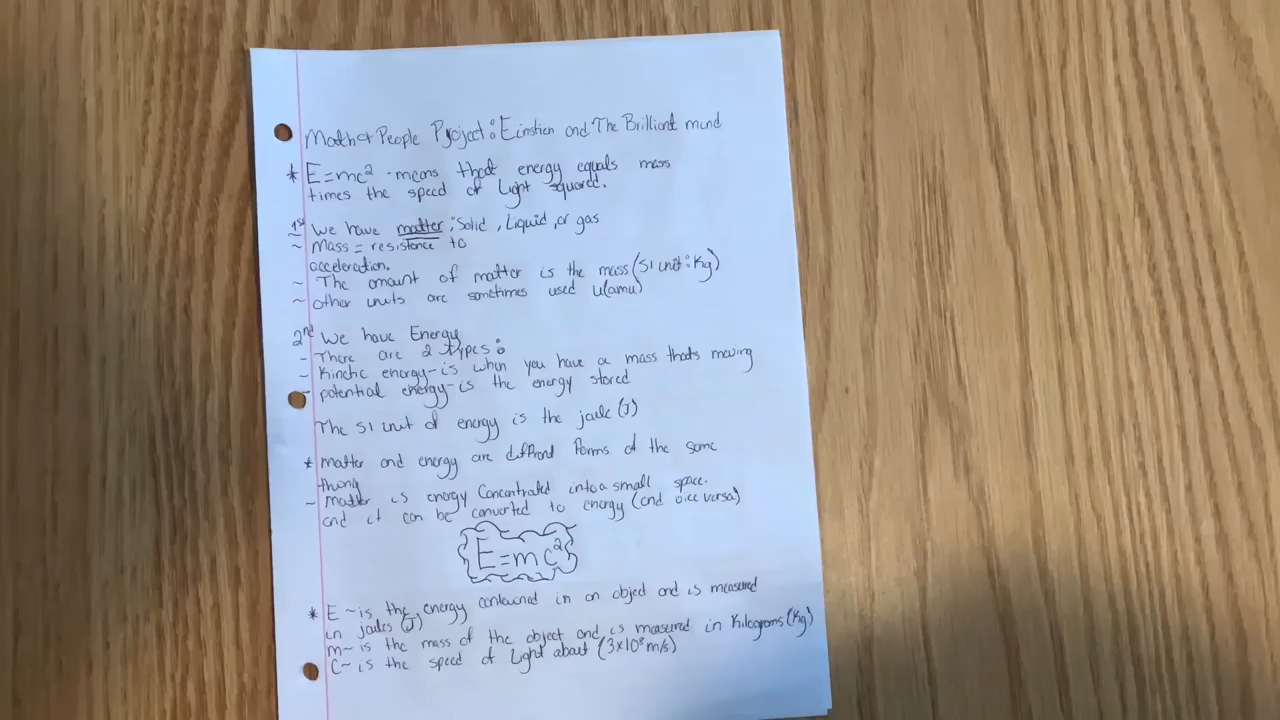 Math & People Project: Einstien and The Brilliant mind
* E=mc² - means that energy equals mass
times the speed of Light squared.
1st We have matter; Solid, Liquid, or gas
~ Mass = resistance to
acceleration.
~ The amount of matter is the mass (SI unit: Kg)
~ other units are sometimes used u(amu)
2nd We have Energy
- There are 2 types:
- Kinetic energy - is when you have a mass thats moving
- potential energy - is the energy stored
The SI unit of energy is the joule (J)
* Matter and energy are diffrent forms of the same
thing
~ Matter is energy Concentrated into a small space.
and it can be converted to energy (and vice versa)
E=mc²
* E ~ is the energy contained in an object and is measured
in joules (J)
m ~ is the mass of the object and is measured in Kilograms (Kg)
C ~ is the speed of Light about (3x10⁸ m/s)